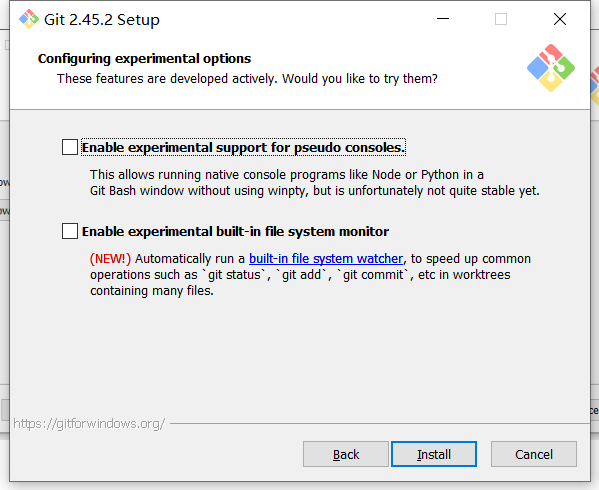 Git 2.45.2 Setup
Configuring experimental options
These features are developed actively. Would you like to try them?
Enable experimental support for pseudo consoles.
This allows running native console programs like Node or Python in a
Git Bash window without using winpty, but is unfortunately not quite stable yet.
Enable experimental built-in file system monitor
(NEW!) Automatically run a built-in file system watcher, to speed up common
operations such as `git status`, `git add`, `git commit`, etc in worktrees
containing many files.
https://gitforwindows.org/
Back
Install
Cancel